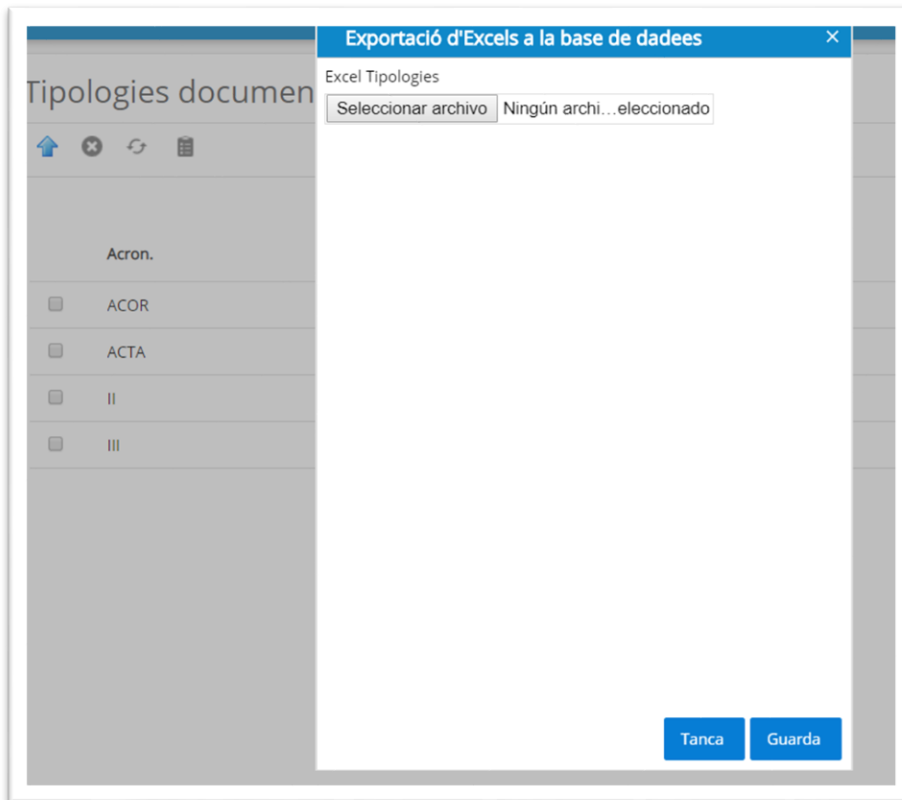 Exportació d'Excels a la base de dadees
Tipologies documen
Excel Tipologies
Seleccionar archivo Ningún archi…eleccionado
Acron.
ACOR
ACTA
II
III
Tanca Guarda